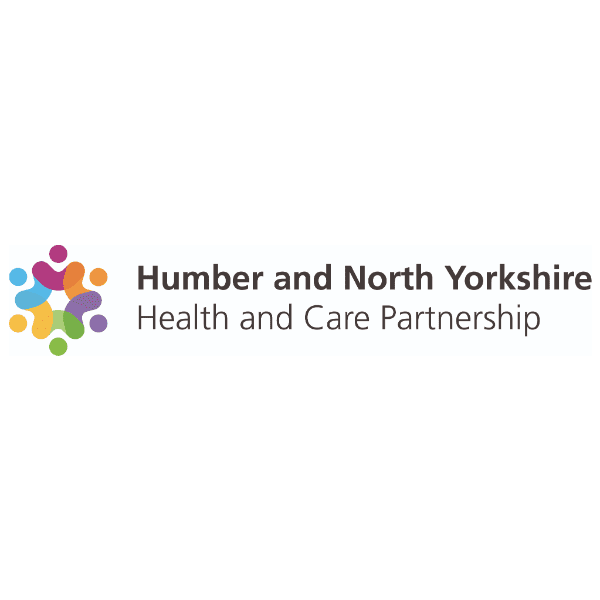 Humber and North Yorkshire
Health and Care Partnership